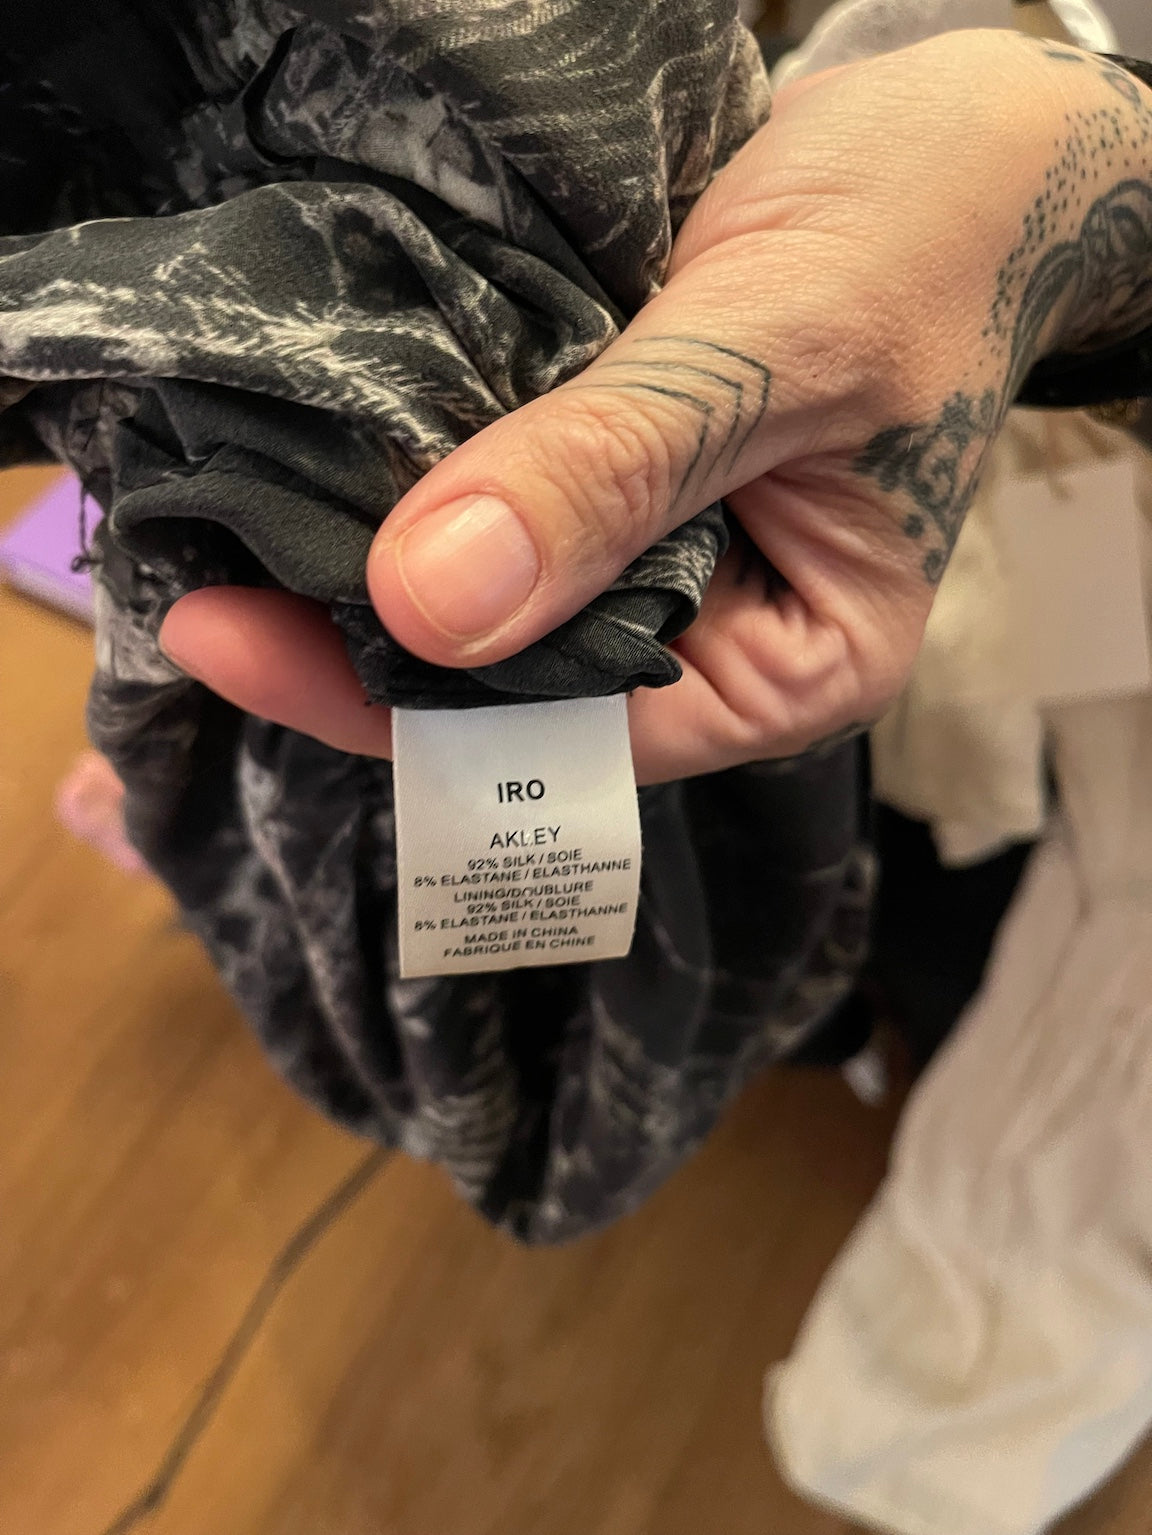 IRO
AKLEY
92% SILK / SOIE
8% ELASTANE / ELASTHANNE
LINING/DOUBLURE
92% SILK / SOIE
8% ELASTANE / ELASTHANNE
MADE IN CHINA
FABRIQUE EN CHINE